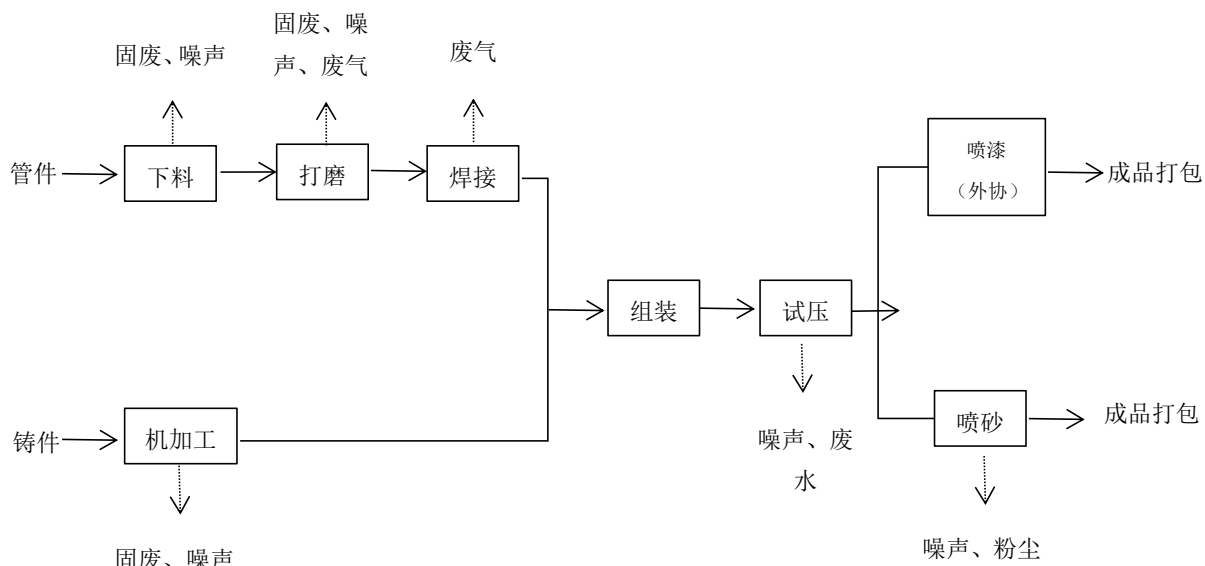 固废、噪声
固废、噪
声、废气
废气
管件
下料
打磨
焊接
喷漆
（外协）
成品打包
组装
试压
铸件
机加工
喷砂
成品打包
噪声、废
水
固废、噪声
噪声、粉尘